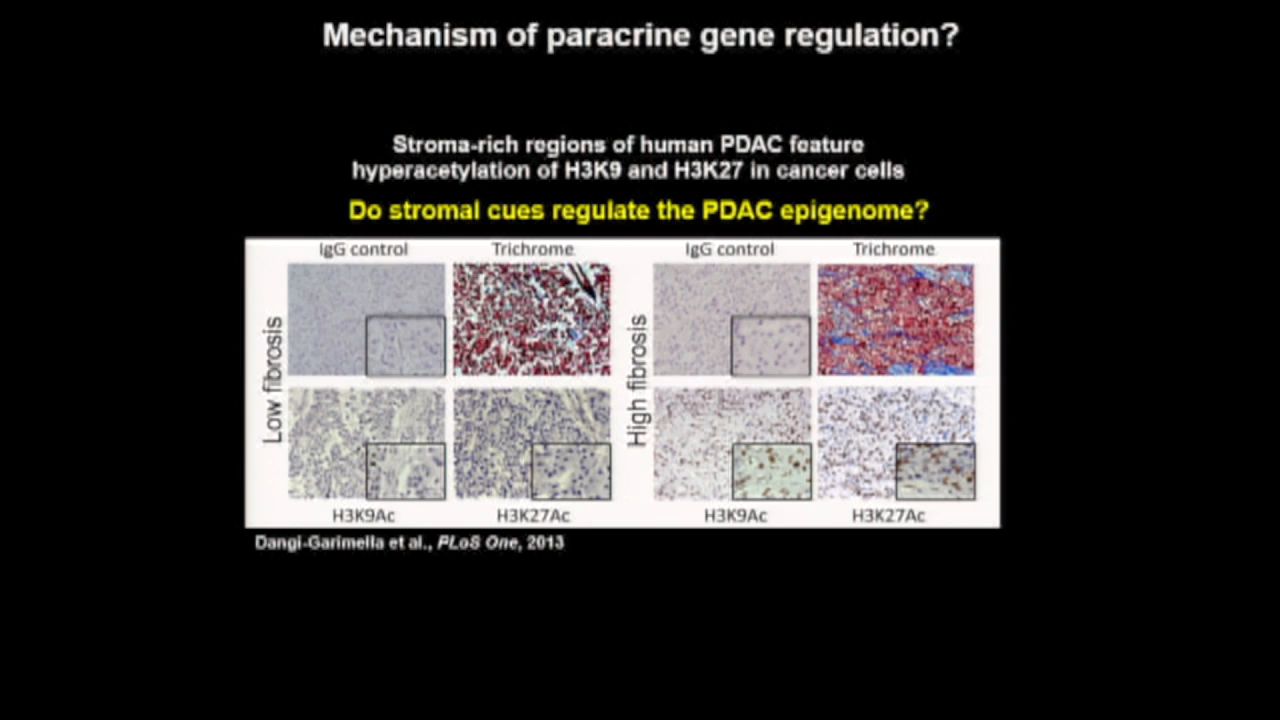 Mechanism of paracrine gene regulation?
Stroma-rich regions of human PDAC feature
hyperacetylation of H3K9 and H3K27 in cancer cells
Do stromal cues regulate the PDAC epigenome?
IgG control
Trichrome
IgG control
Trichrome
Low fibrosis
High fibrosis
H3K9Ac
H3K27Ac
H3K9Ac
H3K27Ac
Dangi-Garimella et al., PLoS One, 2013